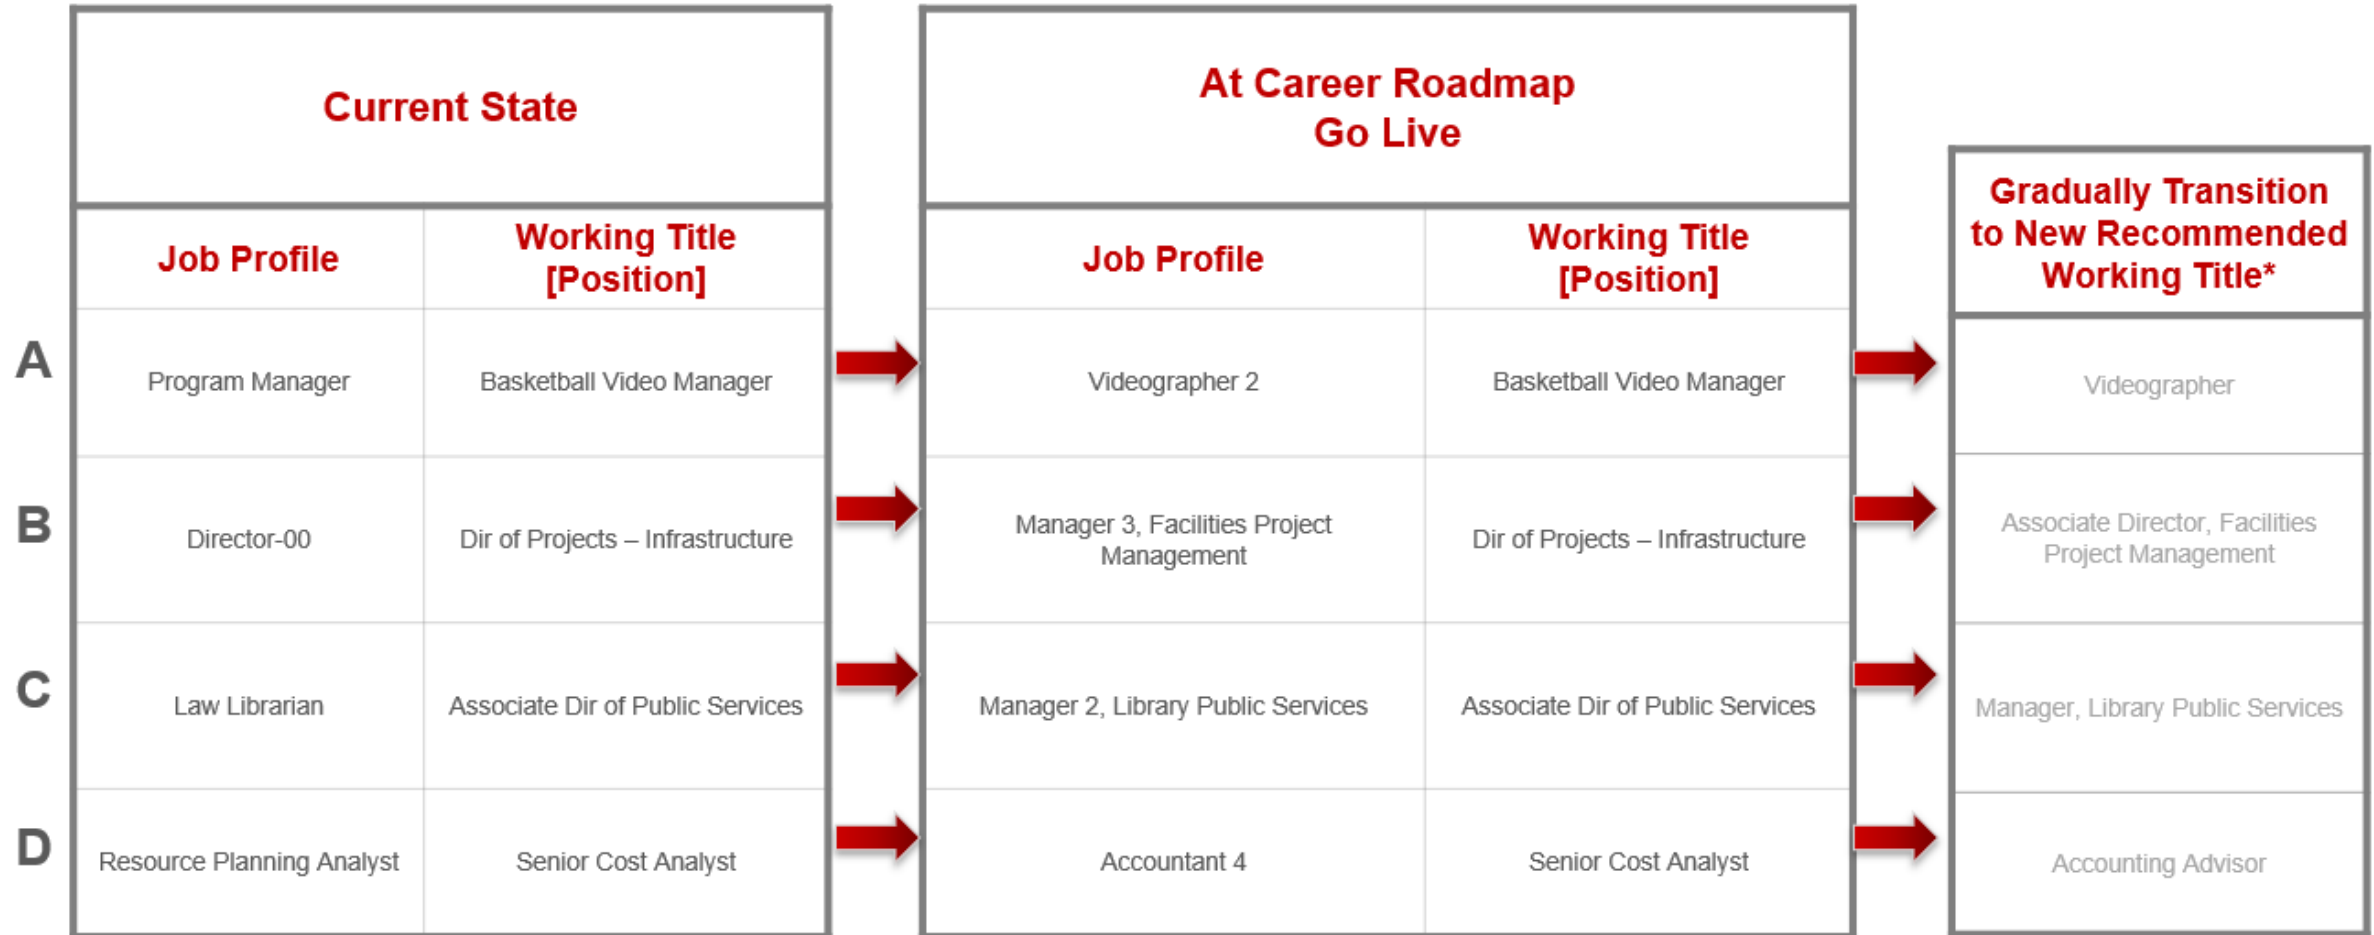 Current State
At Career Roadmap
Go Live
Gradually Transition
to New Recommended
Working Title*
Job Profile
Working Title
[Position]
Job Profile
Working Title
[Position]
A
Program Manager
Basketball Video Manager
Videographer 2
Basketball Video Manager
Videographer
B
Director-00
Dir of Projects – Infrastructure
Manager 3, Facilities Project
Management
Dir of Projects – Infrastructure
Associate Director, Facilities
Project Management
C
Law Librarian
Associate Dir of Public Services
Manager 2, Library Public Services
Associate Dir of Public Services
Manager, Library Public Services
D
Resource Planning Analyst
Senior Cost Analyst
Accountant 4
Senior Cost Analyst
Accounting Advisor